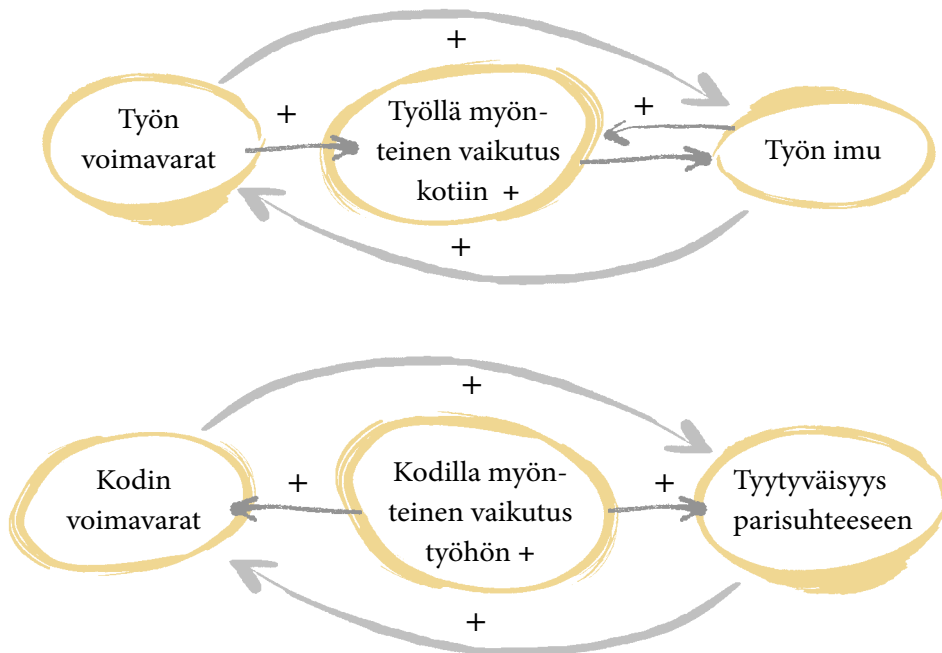 +
Työn
voimavarat
+
Työllä myön-
teinen vaikutus
kotiin +
+
Työn imu
+
+
Kodin
voimavarat
+
Kodilla myön-
teinen vaikutus
työhön +
+
Tyytyväisyys
parisuhteeseen
+